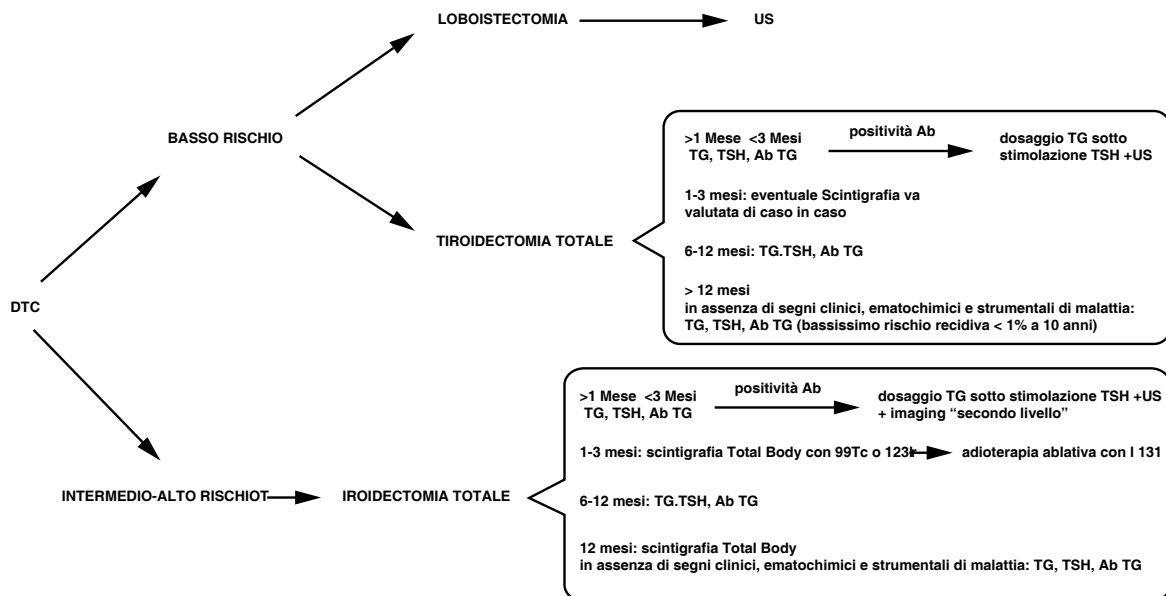 LOBOISTECTOMIA
US
BASSO RISCHIO
>1 Mese <3 Mesi
TG, TSH, Ab TG
positività Ab
dosaggio TG sotto
stimolazione TSH +US
1-3 mesi: eventuale Scintigrafia va
valutata di caso in caso
TIROIDECTOMIA TOTALE
6-12 mesi: TG.TSH, Ab TG
> 12 mesi
in assenza di segni clinici, ematochimici e strumentali di malattia:
TG, TSH, Ab TG (bassissimo rischio recidiva < 1% a 10 anni)
DTC
>1 Mese <3 Mesi
TG, TSH, Ab TG
positività Ab
dosaggio TG sotto stimolazione TSH +US
+ imaging “secondo livello”
1-3 mesi: scintigrafia Total Body con 99Tc o 123I
adioterapia ablativa con I 131
INTERMEDIO-ALTO RISCHIOT
IROIDECTOMIA TOTALE
6-12 mesi: TG.TSH, Ab TG
12 mesi: scintigrafia Total Body
in assenza di segni clinici, ematochimici e strumentali di malattia: TG, TSH, Ab TG